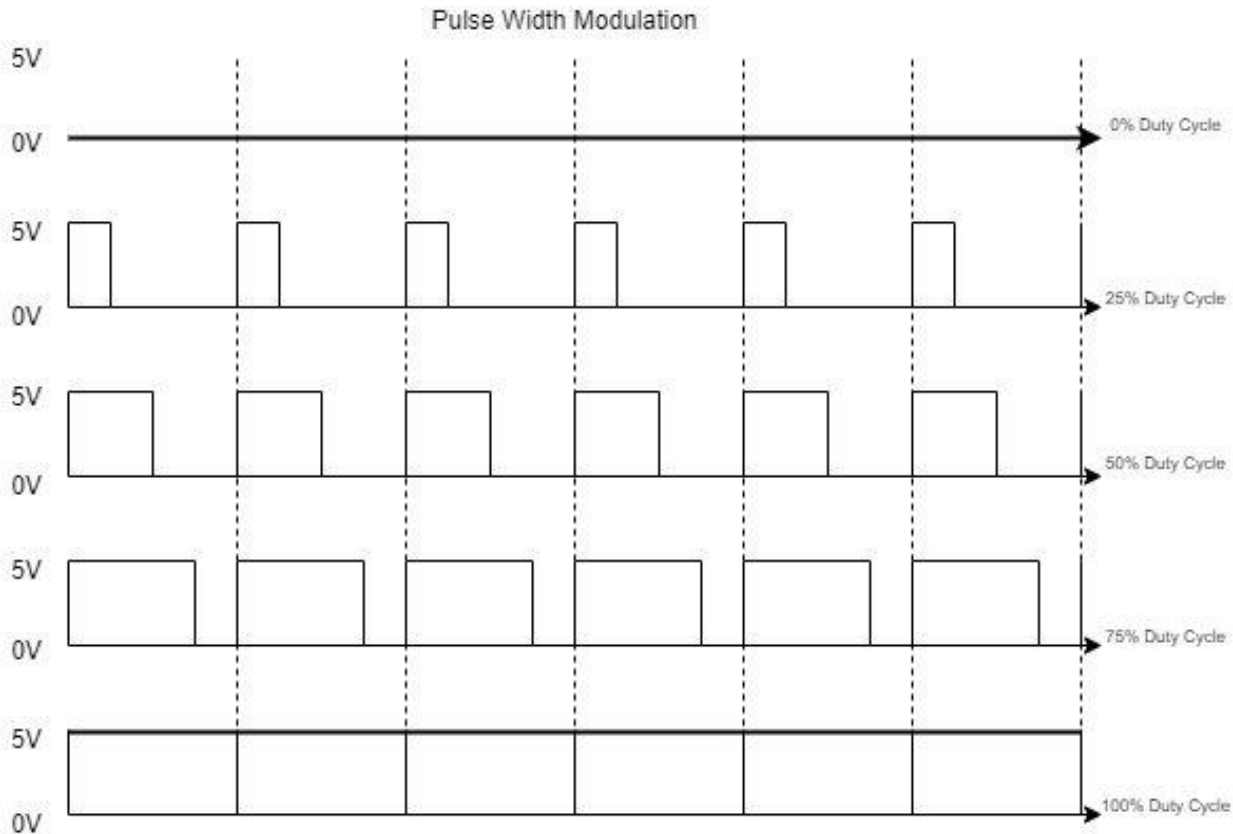 Pulse Width Modulation
5V
0V
0% Duty Cycle
5V
0V
25% Duty Cycle
5V
0V
50% Duty Cycle
5V
0V
75% Duty Cycle
5V
0V
100% Duty Cycle